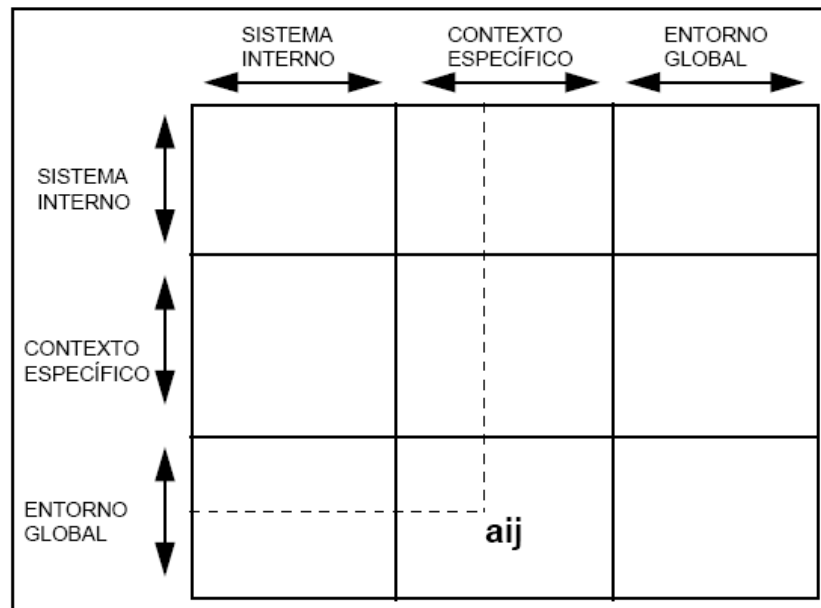 SISTEMA
INTERNO
CONTEXTO
ESPECÍFICO
ENTORNO
GLOBAL
SISTEMA
INTERNO
CONTEXTO
ESPECÍFICO
ENTORNO
GLOBAL
aij